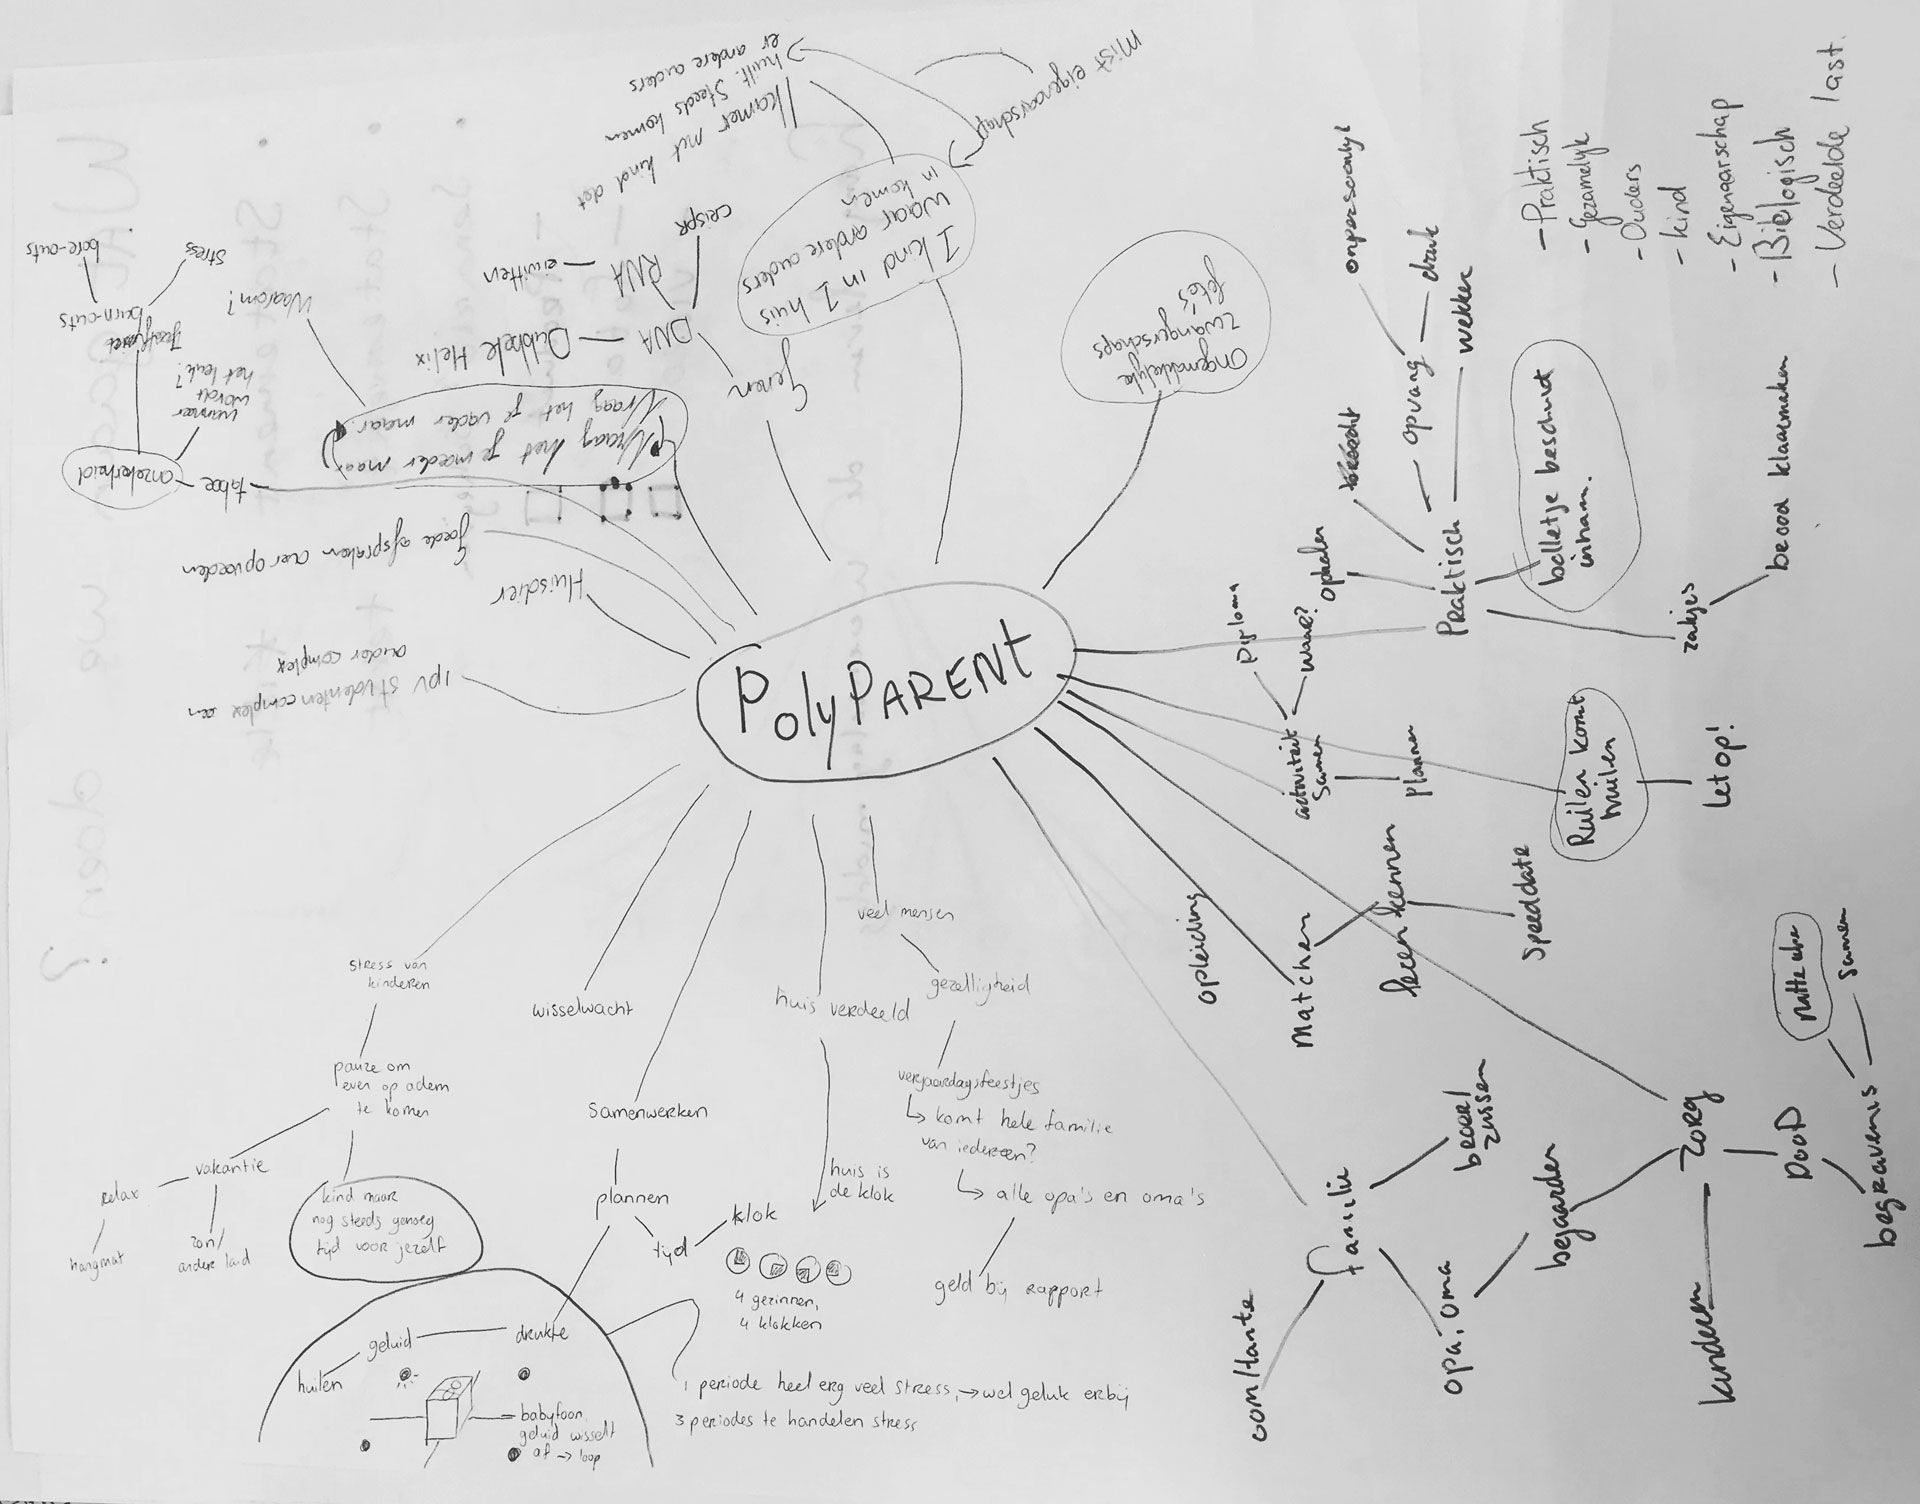 PolyPARENT
Mist eigenaarschap
Kamer met kind dat
huilt. Steeds komen
er andere ouders
1 kind in 1 huis
waar andere ouders
in komen
Genen
DNA
Dubbele Helix
RNA
eiwitten
CRISPR
Vraag het je moeder maar
Vraag het je vader maar
Waarom?
taboe
onzekerheid
wanneer
wordt
het leuk?
burn-outs
bore-outs
Stress
Goede afspraken over opvoeden
Huisdier
ipv studentencomplex een
ouder complex
Ongemakkelijke
zwangerschaps
foto's
- Praktisch
- Gezamelijk
- Ouders
- kind
- Eigenaarschap
- Biologisch
- Verdeelde last.
Praktisch
opvang
onpersoonlijk
druk
wekker
ophalen
balletje beschuit
inham.
zakjes
brood klaarmaken
activiteit
samen
waar?
Diploma
plannen
Ruilen komt
huilen
Let op!
opleiding
Matchen
leren kennen
Speeddate
familie
oom/tante
opa, oma
broer/
zussen
begaarden
Zorg
kinderen
DOOD
begravenis
samen
stress van
kinderen
pauze om
even op adem
te komen
vakantie
relax
hangmat
zon/
andere land
kind maar
nog steeds genoeg
tijd voor jezelf
wisselwacht
samenwerken
plannen
tijd
klok
4 gezinnen,
4 klokken
drukte
geluid
huilen
babyfoon
geluid wisselt
af → loop
1 periode heel erg veel stress, → wel geluk erbij
3 periodes te handelen stress
huis verdeeld
huis is
de klok
veel mensen
gezelligheid
verjaardagsfeestjes
↳ komt hele familie
van iedereen?
↳ alle opa's en oma's
geld bij rapport